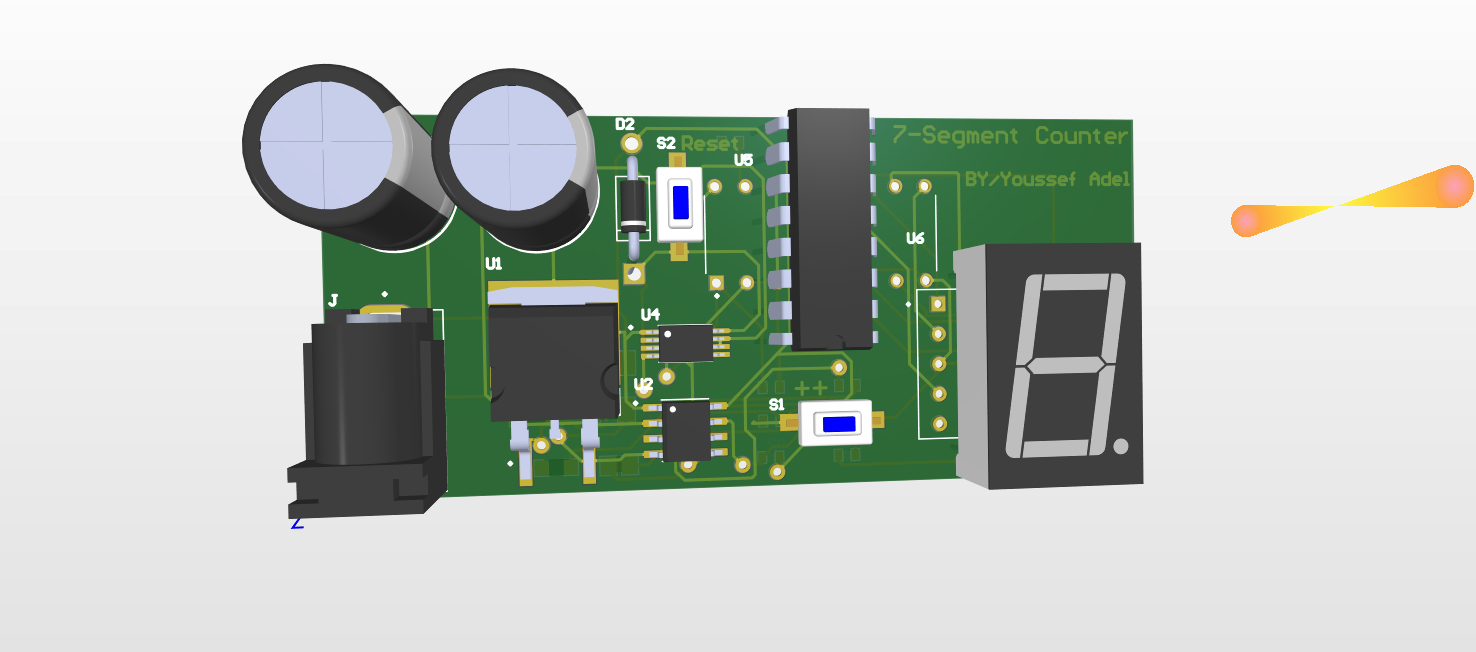 D2
S2 Reset
U5
7-Segment Counter
BY/Youssef Adel
U1
U6
J
U4
U2
S1
++
Z